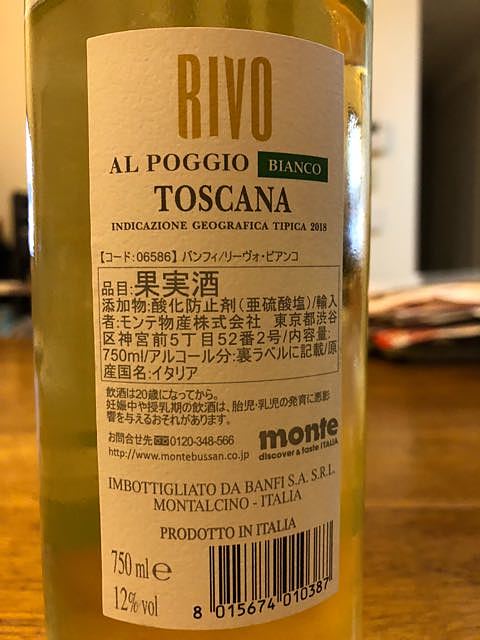 RIVO
AL POGGIO BIANCO
TOSCANA
INDICAZIONE GEOGRAFICA TIPICA 2018
【コード:06586】バンフィ/リーヴォ・ビアンコ
品目:果実酒
添加物:酸化防止剤(亜硫酸塩)/輸入
者:モンテ物産株式会社 東京都渋谷
区神宮前5丁目52番2号/内容量:
750ml/アルコール分:裏ラベルに記載/原
産国名:イタリア
飲酒は20歳になってから。
妊娠中や授乳期の飲酒は、胎児・乳児の発育に悪影
響を与えるおそれがあります。
お問合せ先 0120-348-566
http://www.montebussan.co.jp
monte
discover & taste ITALIA
IMBOTTIGLIATO DA BANFI S.A. S.R.L.
MONTALCINO - ITALIA
PRODOTTO IN ITALIA
750 ml e
12% vol
8 015674 010387